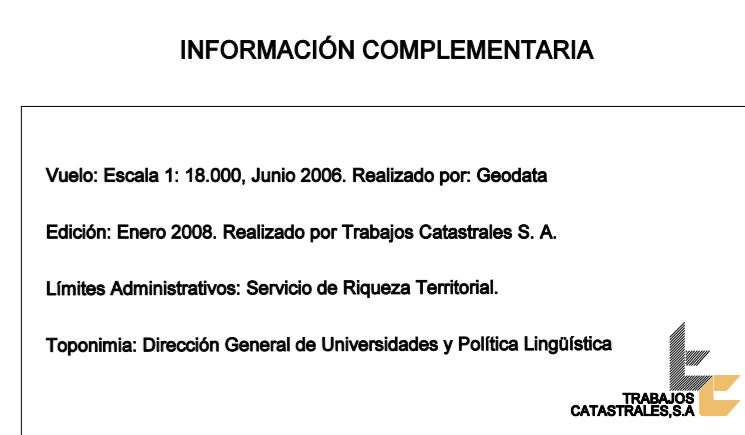 INFORMACIÓN COMPLEMENTARIA
Vuelo: Escala 1: 18.000, Junio 2006. Realizado por: Geodata
Edición: Enero 2008. Realizado por Trabajos Catastrales S. A.
Límites Administrativos: Servicio de Riqueza Territorial.
Toponimia: Dirección General de Universidades y Política Lingüística
TRABAJOS
CATASTRALES,S.A